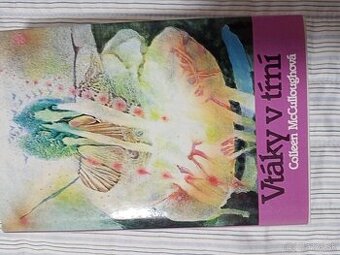 Vtáky v tŕní
Colleen McCulloughová